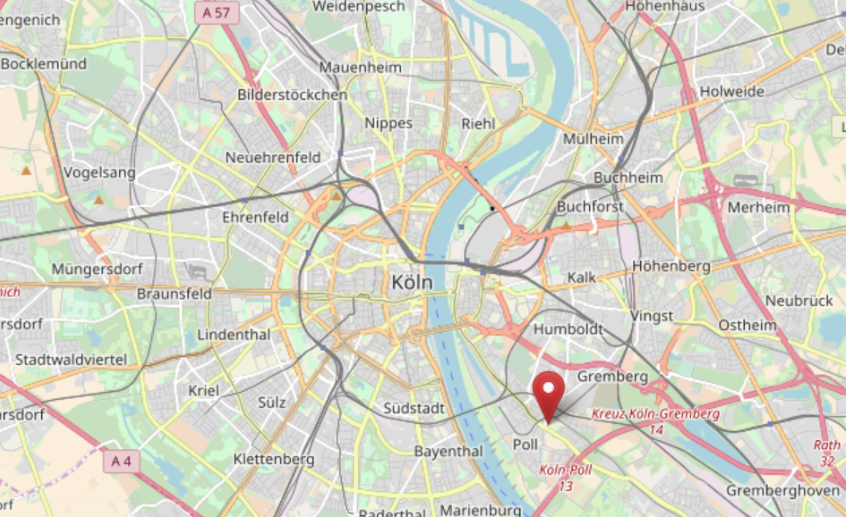 Weidenpesch
Höhenhaus
engenich
A 57
Bocklemünd
Mauenheim
Bilderstöckchen
Holweide
Nippes
Riehl
Mülheim
Neuehrenfeld
Vogelsang
Buchheim
Ehrenfeld
Buchforst
Merheim
Müngersdorf
Köln
Kalk
Höhenberg
Braunsfeld
Neubrück
Vingst
Ostheim
Lindenthal
Humboldt
Stadtwaldviertel
Gremberg
Kriel
Sülz
Südstadt
Kreuz Köln-Gremberg
14
Poll
Rath
32
A 4
Klettenberg
Bayenthal
Köln-Poll
13
Gremberghoven
Raderthal
Marienburg